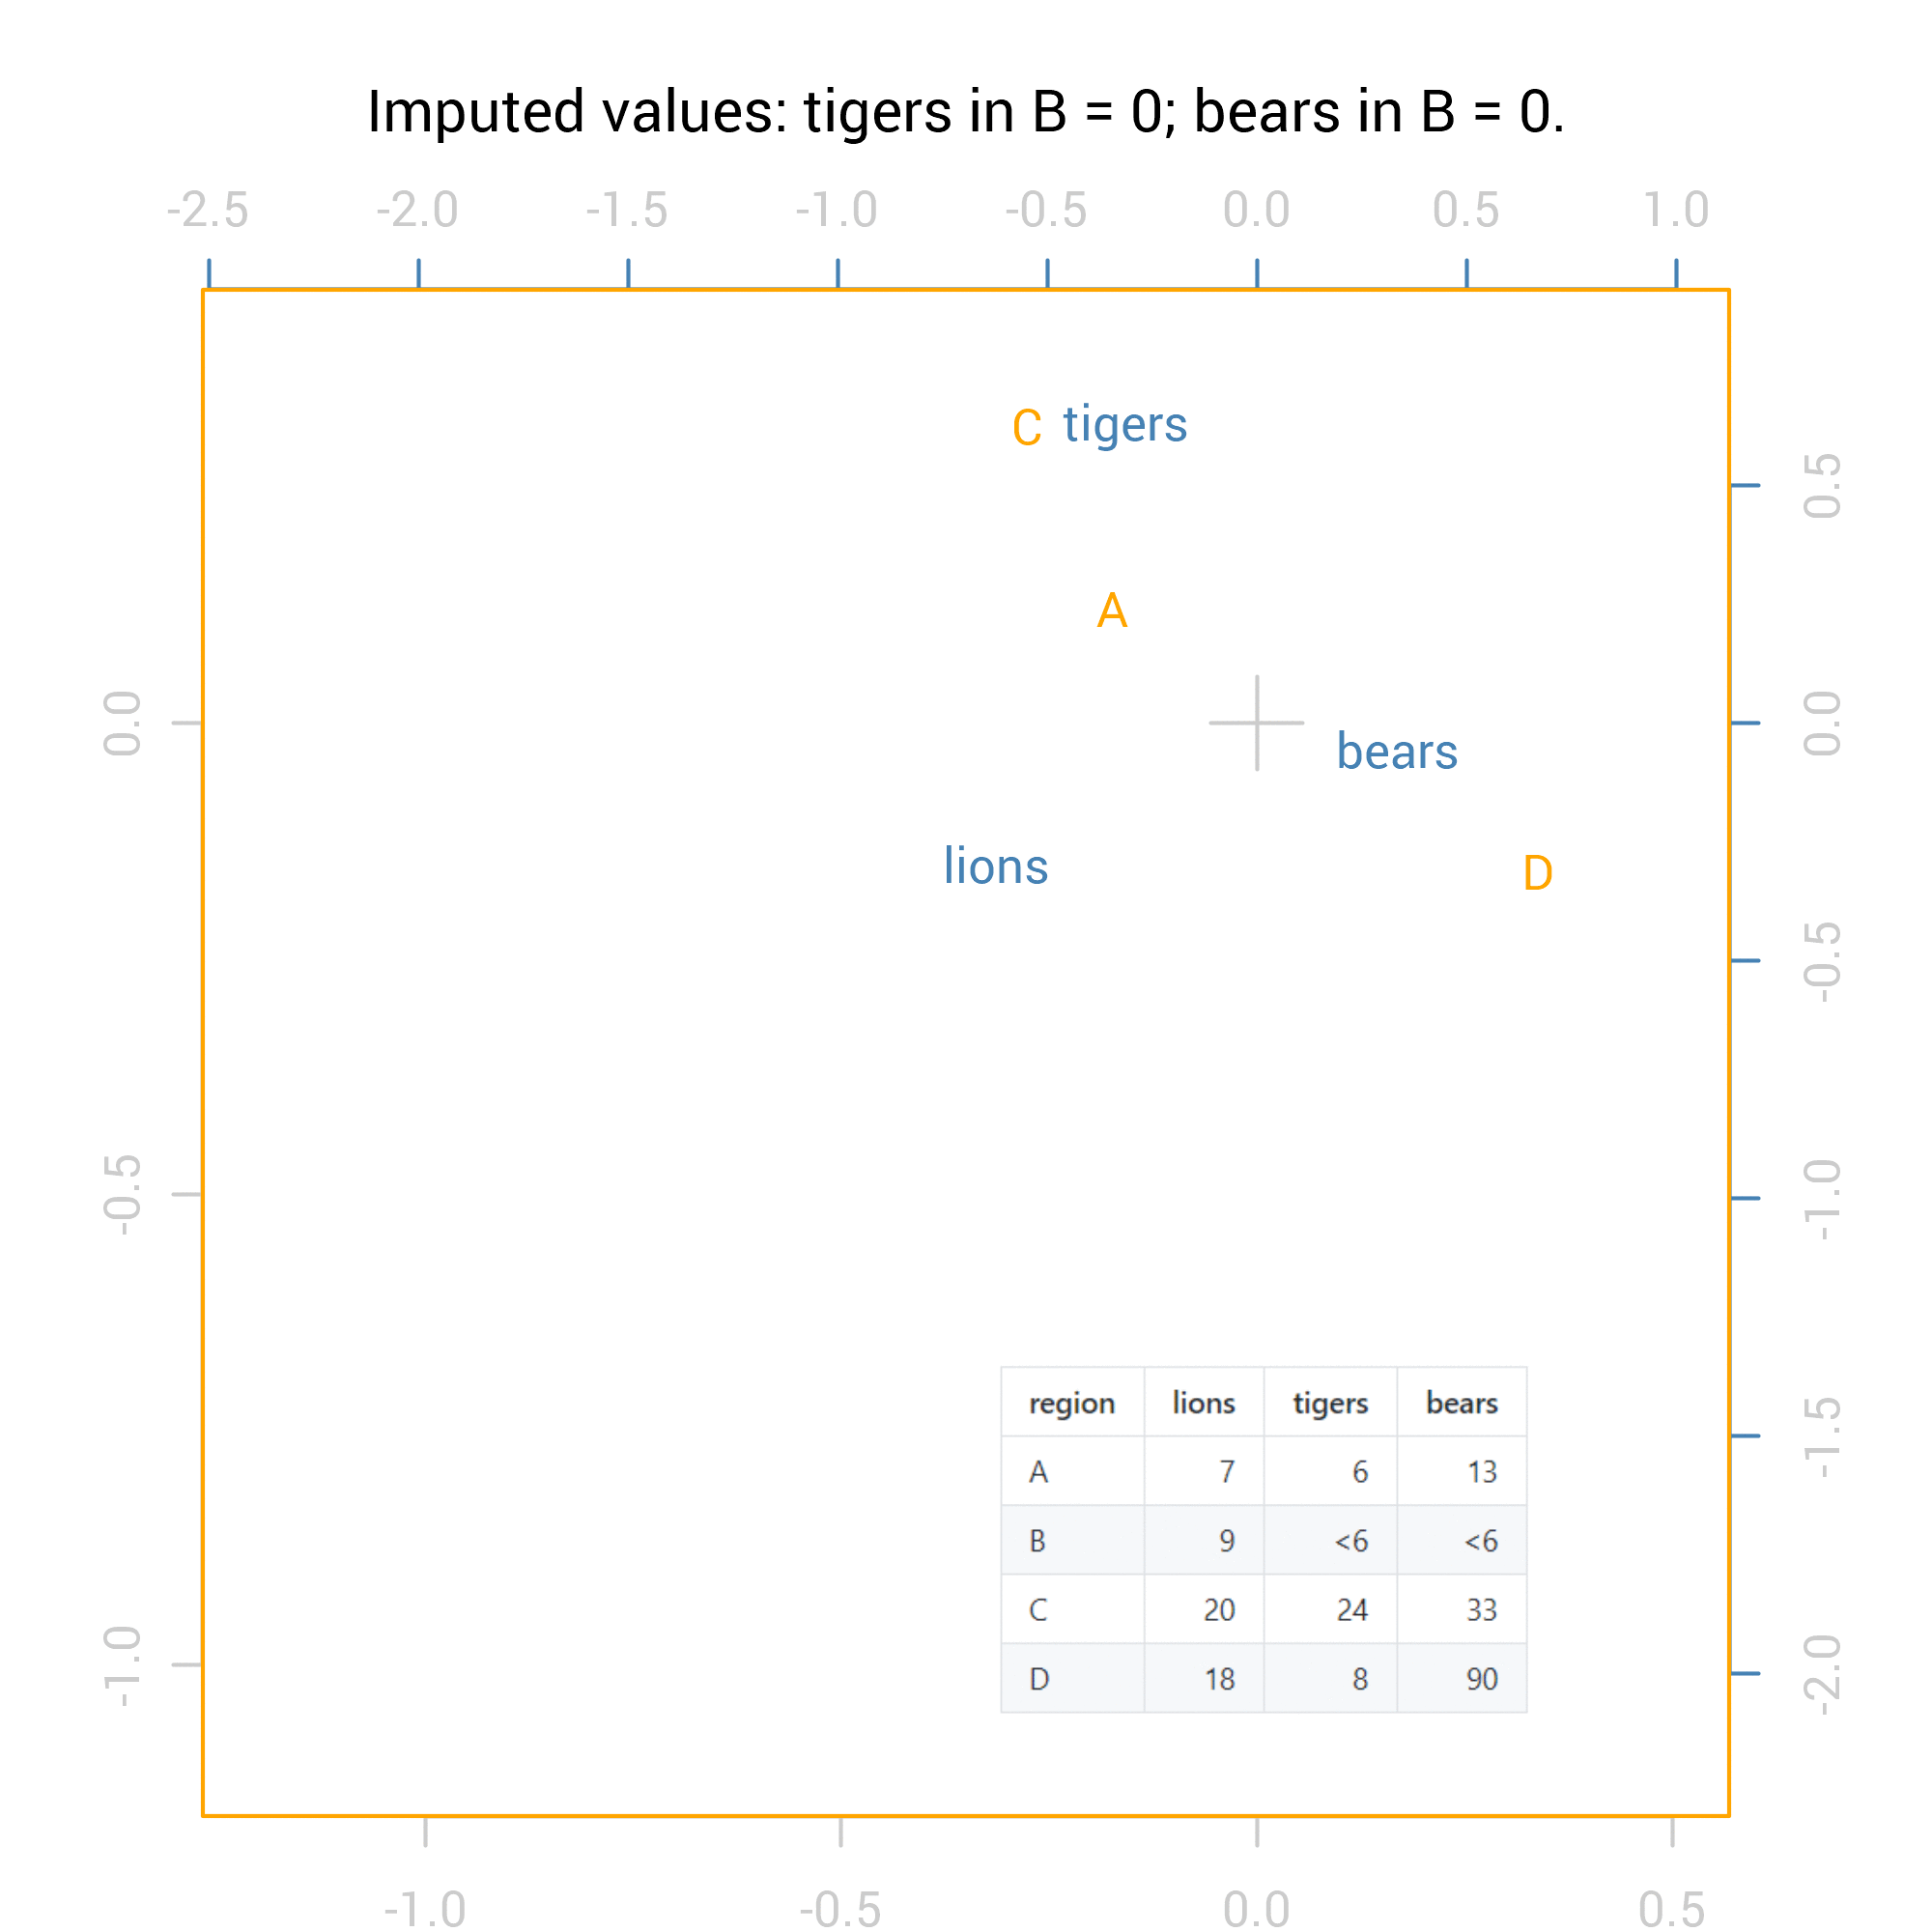 Imputed values: tigers in B = 0; bears in B = 0.
-2.5 -2.0 -1.5 -1.0 -0.5 0.0 0.5 1.0
C tigers
0.5
A
0.0 0.0
bears
lions
D
-0.5
-0.5
-1.0
region lions tigers bears
-1.5
A 7 6 13
B 9 <6 <6
C 20 24 33
-1.0
-2.0
D 18 8 90
-1.0 -0.5 0.0 0.5